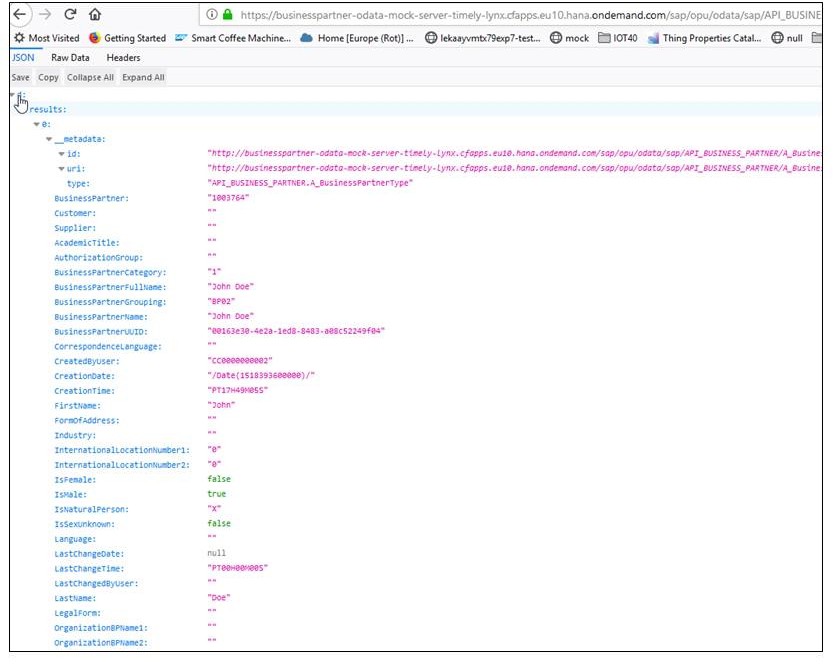 https://businesspartner-odata-mock-server-timely-lynx.cfapps.eu10.hana.ondemand.com/sap/opu/odata/sap/API_BUSINE
Most Visited Getting Started Smart Coffee Machine... Home [Europe (Rot)] ... lekaayvmtx79exp7-test... mock IOT40 Thing Properties Catal... null
JSON Raw Data Headers
Save Copy Collapse All Expand All
results:
0:
__metadata:
id: "http://businesspartner-odata-mock-server-timely-lynx.cfapps.eu10.hana.ondemand.com/sap/opu/odata/sap/API_BUSINESS_PARTNER/A_Busine
uri: "http://businesspartner-odata-mock-server-timely-lynx.cfapps.eu10.hana.ondemand.com/sap/opu/odata/sap/API_BUSINESS_PARTNER/A_Busine
type: "API_BUSINESS_PARTNER.A_BusinessPartnerType"
BusinessPartner: "1003764"
Customer: ""
Supplier: ""
AcademicTitle: ""
AuthorizationGroup: ""
BusinessPartnerCategory: "1"
BusinessPartnerFullName: "John Doe"
BusinessPartnerGrouping: "BP02"
BusinessPartnerName: "John Doe"
BusinessPartnerUUID: "00163e30-4e2a-1ed8-8483-a08c52249f04"
CorrespondenceLanguage: ""
CreatedByUser: "CC0000000002"
CreationDate: "/Date(1518393600000)/"
CreationTime: "PT17H49M05S"
FirstName: "John"
FormOfAddress: ""
Industry: ""
InternationalLocationNumber1: "0"
InternationalLocationNumber2: "0"
IsFemale: false
IsMale: true
IsNaturalPerson: "X"
IsSexUnknown: false
Language: ""
LastChangeDate: null
LastChangeTime: "PT00H00M00S"
LastChangedByUser: ""
LastName: "Doe"
LegalForm: ""
OrganizationBPName1: ""
OrganizationBPName2: ""